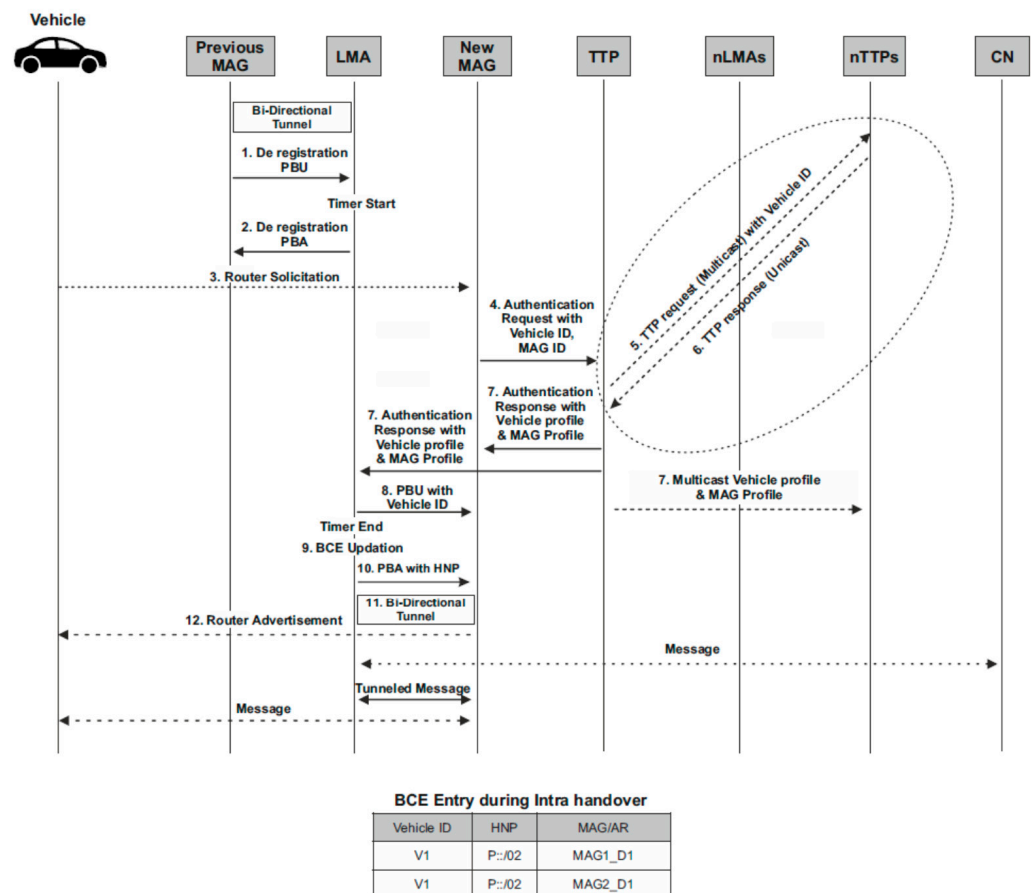 Vehicle
Previous
MAG
LMA
New
MAG
TTP
nLMAs
nTTPs
CN
Bi-Directional
Tunnel
1. De registration
PBU
Timer Start
2. De registration
PBA
3. Router Solicitation
4. Authentication
Request with
Vehicle ID,
MAG ID
5. TTP request (Multicast) with Vehicle ID
6. TTP response (Unicast)
7. Authentication
Response with
Vehicle profile
& MAG Profile
7. Authentication
Response with
Vehicle profile
& MAG Profile
7. Multicast Vehicle profile
& MAG Profile
8. PBU with
Vehicle ID
Timer End
9. BCE Updation
10. PBA with HNP
11. Bi-Directional
Tunnel
12. Router Advertisement
Message
Tunneled Message
Message
BCE Entry during Intra handover
Vehicle ID HNP MAG/AR
V1 P::/02 MAG1_D1
V1 P::/02 MAG2_D1